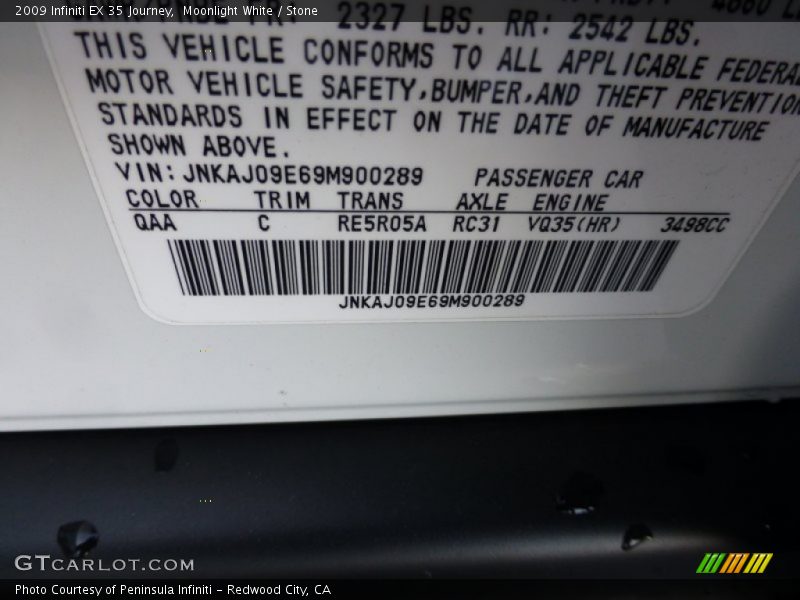 2009 Infiniti EX 35 Journey, Moonlight White / Stone
2327 LBS. RR: 2542 LBS.
THIS VEHICLE CONFORMS TO ALL APPLICABLE FEDERAL
MOTOR VEHICLE SAFETY,BUMPER,AND THEFT PREVENTION
STANDARDS IN EFFECT ON THE DATE OF MANUFACTURE
SHOWN ABOVE.
VIN: JNKAJ09E69M900289 PASSENGER CAR
COLOR TRIM TRANS AXLE ENGINE
QAA C RE5R05A RC31 VQ35(HR) 3498CC
JNKAJ09E69M900289
GTCARLOT.COM
Photo Courtesy of Peninsula Infiniti - Redwood City, CA